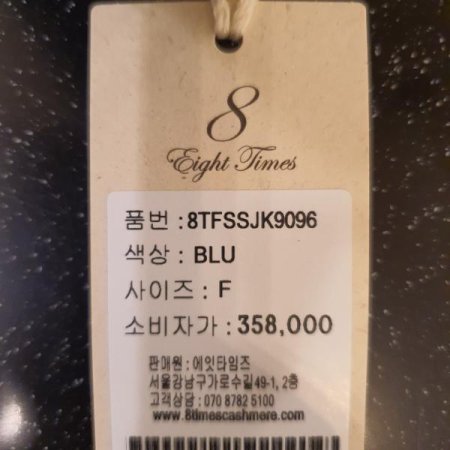 8
Eight Times
품번 : 8TFSSJK9096
색상 : BLU
사이즈 : F
소비자가 : 358,000
판매원 : 에잇타임즈
서울강남구가로수길49-1, 2층
고객상담 : 070 8782 5100
www.8timescashmere.com